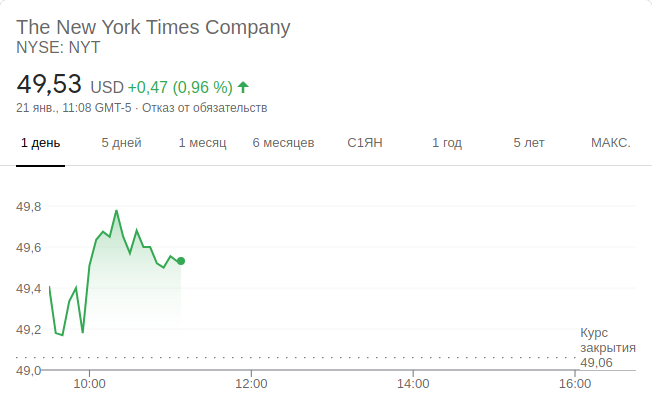 The New York Times Company
NYSE: NYT
49,53 USD +0,47 (0,96 %)
21 янв., 11:08 GMT-5 · Отказ от обязательств
1 день 5 дней 1 месяц 6 месяцев С1ЯН 1 год 5 лет МАКС.
49,8
49,6
49,4
49,2
Курс
закрытия
49,06
49,0
10:00 12:00 14:00 16:00